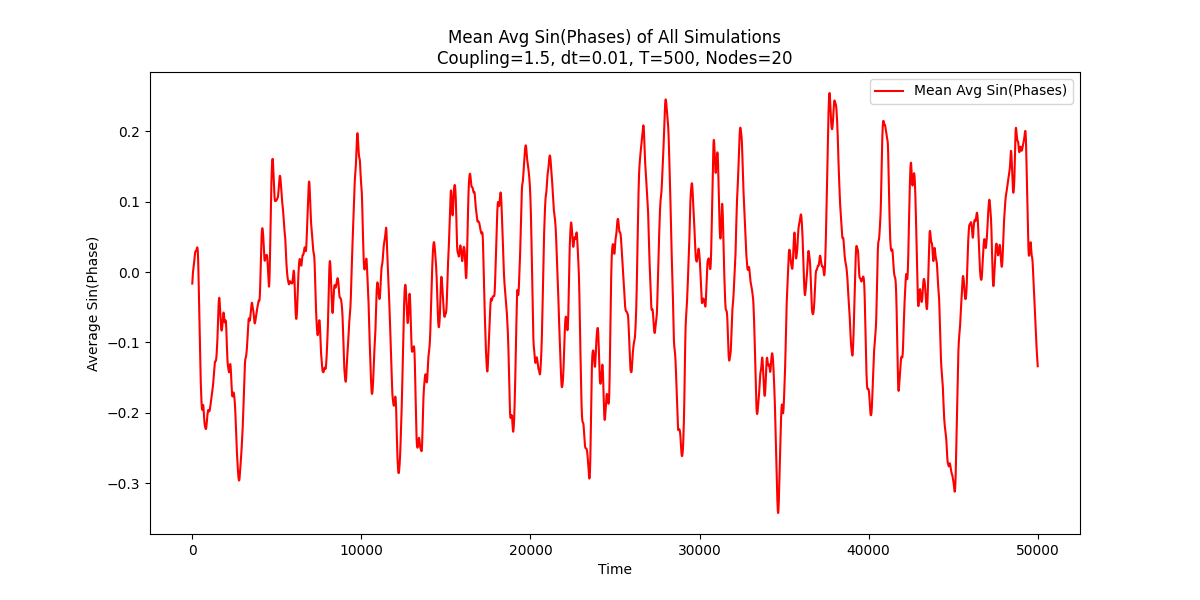 Mean Avg Sin(Phases) of All Simulations
Coupling=1.5, dt=0.01, T=500, Nodes=20
Mean Avg Sin(Phases)
Average Sin(Phase)
0.2
0.1
0.0
−0.1
−0.2
−0.3
0 10000 20000 30000 40000 50000
Time